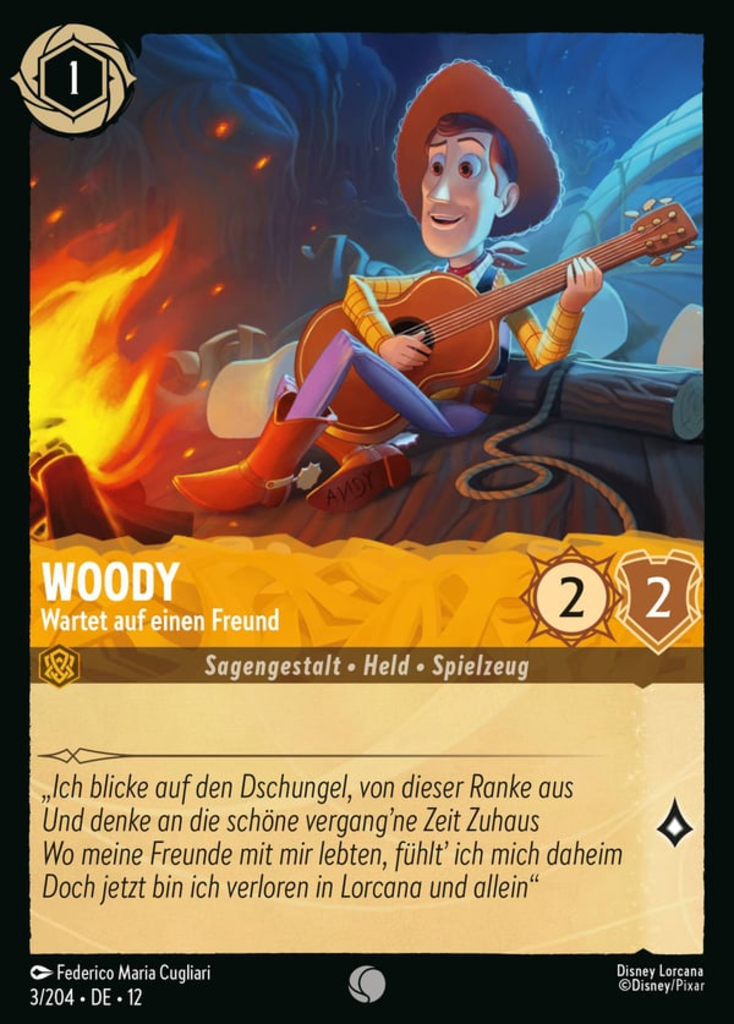 1
ANDY
WOODY
Wartet auf einen Freund
2
2
Sagengestalt • Held • Spielzeug
„Ich blicke auf den Dschungel, von dieser Ranke aus
Und denke an die schöne vergang’ne Zeit Zuhaus
Wo meine Freunde mit mir lebten, fühlt’ ich mich daheim
Doch jetzt bin ich verloren in Lorcana und allein“
Federico Maria Cugliari
3/204 • DE • 12
Disney Lorcana
©Disney/Pixar